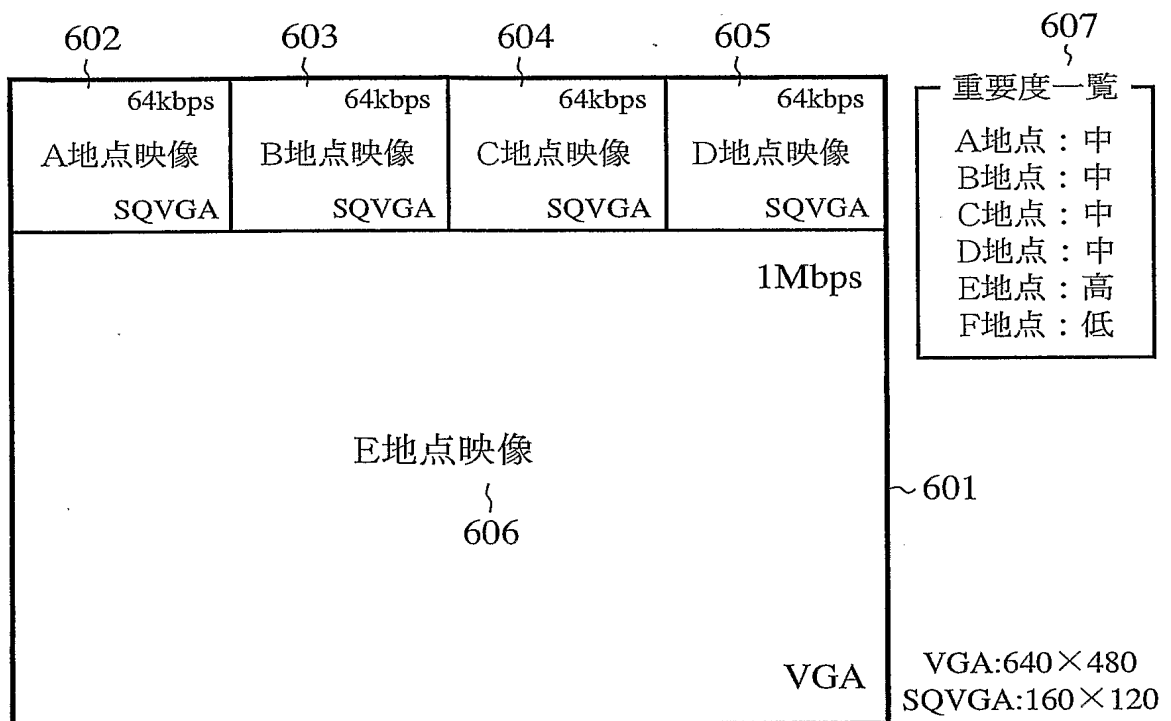 602
603
604
605
607
64kbps
64kbps
64kbps
64kbps
A地点映像
B地点映像
C地点映像
D地点映像
SQVGA
SQVGA
SQVGA
SQVGA
重要度一覧
A地点：中
B地点：中
C地点：中
D地点：中
E地点：高
F地点：低
1Mbps
E地点映像
606
601
VGA
VGA:640×480
SQVGA:160×120